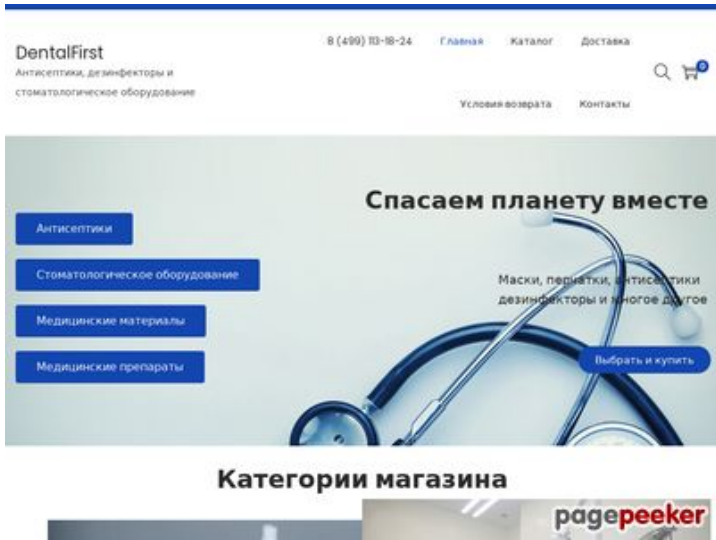 DentalFirst
Антисептики, дезинфекторы и
стоматологическое оборудование
8 (499) 113-18-24
Главная
Каталог
Доставка
0
Условия возврата
Контакты
Спасаем планету вместе
Антисептики
Стоматологическое оборудование
Медицинские материалы
Медицинские препараты
Маски, перчатки, антисептики
дезинфекторы и многое другое
Выбрать и купить
Категории магазина
pagepeeker